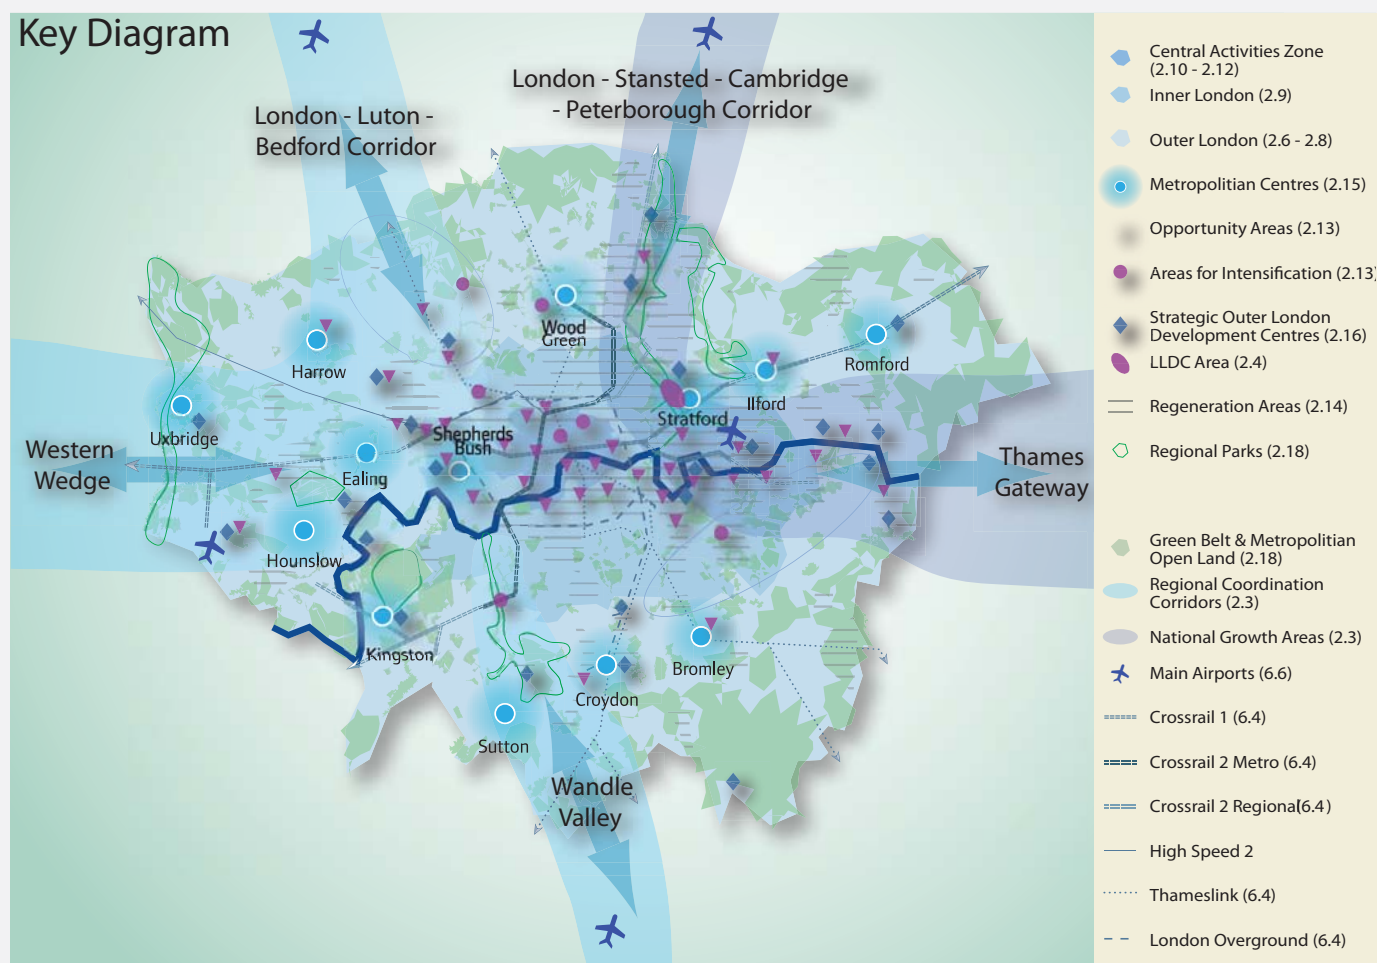 Key Diagram
London - Stansted - Cambridge
- Peterborough Corridor
London - Luton -
Bedford Corridor
Wood
Green
Harrow
Romford
Ilford
Stratford
Uxbridge
Shepherds
Bush
Western
Wedge
Ealing
Thames
Gateway
Hounslow
Kingston
Bromley
Croydon
Sutton
Wandle
Valley
Central Activities Zone
(2.10 - 2.12)
Inner London (2.9)
Outer London (2.6 - 2.8)
Metropolitian Centres (2.15)
Opportunity Areas (2.13)
Areas for Intensification (2.13)
Strategic Outer London
Development Centres (2.16)
LLDC Area (2.4)
Regeneration Areas (2.14)
Regional Parks (2.18)
Green Belt & Metropolitian
Open Land (2.18)
Regional Coordination
Corridors (2.3)
National Growth Areas (2.3)
Main Airports (6.6)
Crossrail 1 (6.4)
Crossrail 2 Metro (6.4)
Crossrail 2 Regional(6.4)
High Speed 2
Thameslink (6.4)
London Overground (6.4)